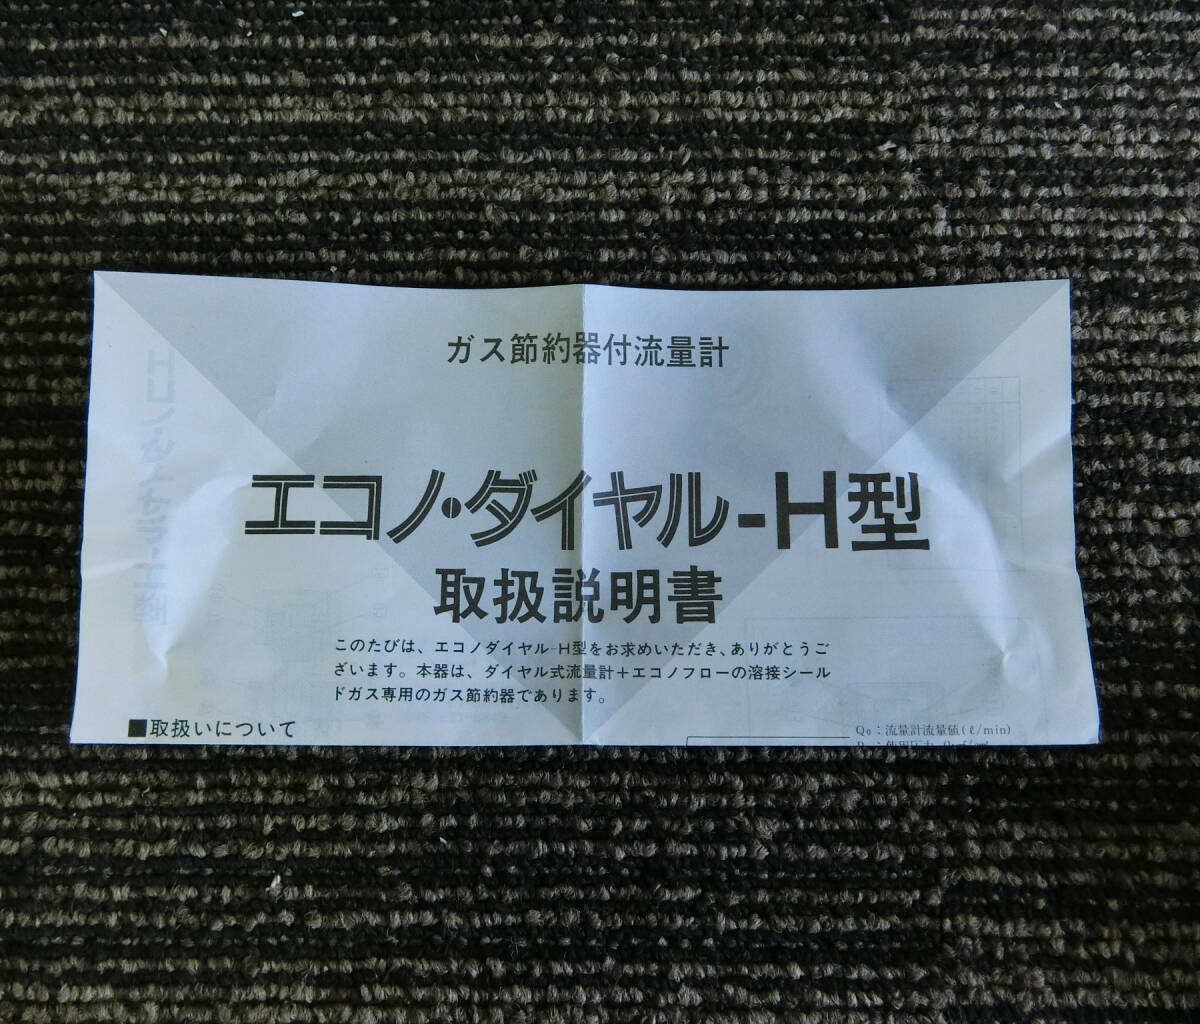 ガス節約器付流量計
エコノ・ダイヤル-H型
取扱説明書
このたびは、エコノダイヤル-H型をお求めいただき、ありがとうご
ざいます。本器は、ダイヤル式流量計+エコノフローの溶接シール
ドガス専用のガス節約器であります。
■取扱いについて
Q₀：流量計流量値(ℓ/min)